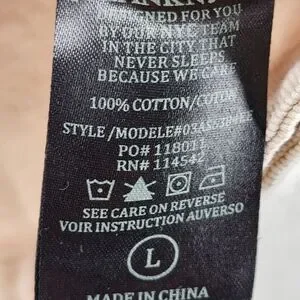 DESIGNED FOR YOU
BY OUR NYC TEAM
IN THE CITY THAT
NEVER SLEEPS
BECAUSE WE CARE
100% COTTON/COTON
PO# 118011
RN# 114542
SEE CARE ON REVERSE
VOIR INSTRUCTION AUVERSO
L
MADE IN CHINA